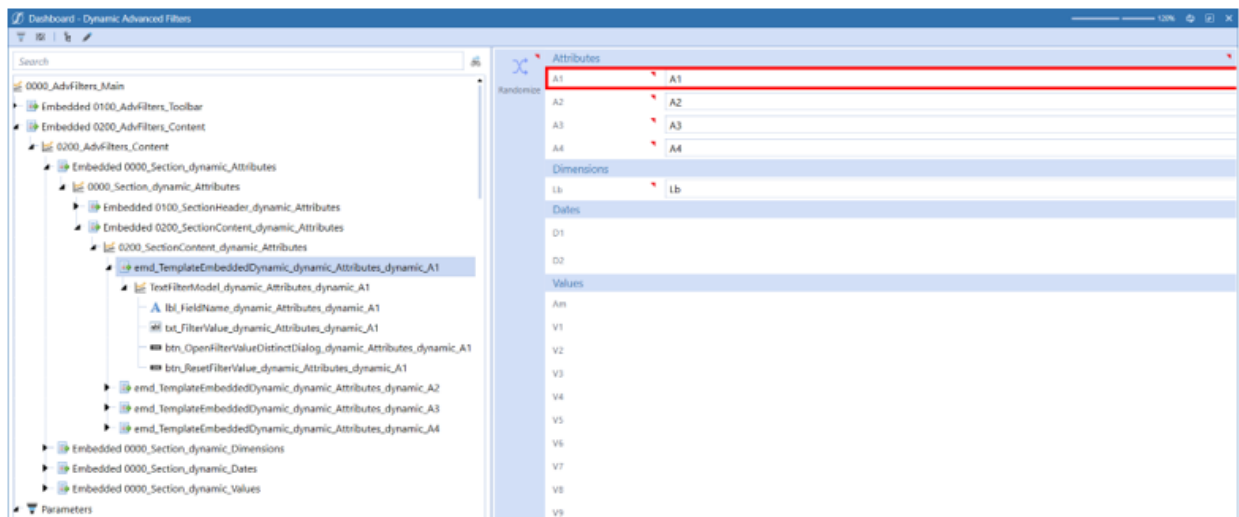 Dashboard - Dynamic Advanced Filters
120%
Search
0000_AdvFilters_Main
Embedded 0100_AdvFilters_Toolbar
Embedded 0200_AdvFilters_Content
0200_AdvFilters_Content
Embedded 0000_Section_dynamic_Attributes
0000_Section_dynamic_Attributes
Embedded 0100_SectionHeader_dynamic_Attributes
Embedded 0200_SectionContent_dynamic_Attributes
0200_SectionContent_dynamic_Attributes
emd_TemplateEmbeddedDynamic_dynamic_Attributes_dynamic_A1
TextFilterModel_dynamic_Attributes_dynamic_A1
lbl_FieldName_dynamic_Attributes_dynamic_A1
txt_FilterValue_dynamic_Attributes_dynamic_A1
btn_OpenFilterValueDistinctDialog_dynamic_Attributes_dynamic_A1
btn_ResetFilterValue_dynamic_Attributes_dynamic_A1
emd_TemplateEmbeddedDynamic_dynamic_Attributes_dynamic_A2
emd_TemplateEmbeddedDynamic_dynamic_Attributes_dynamic_A3
emd_TemplateEmbeddedDynamic_dynamic_Attributes_dynamic_A4
Embedded 0000_Section_dynamic_Dimensions
Embedded 0000_Section_dynamic_Dates
Embedded 0000_Section_dynamic_Values
Parameters
Randomize
Attributes
A1 A1
A2 A2
A3 A3
A4 A4
Dimensions
Lb Lb
Dates
D1
D2
Values
Am
V1
V2
V3
V4
V5
V6
V7
V8
V9